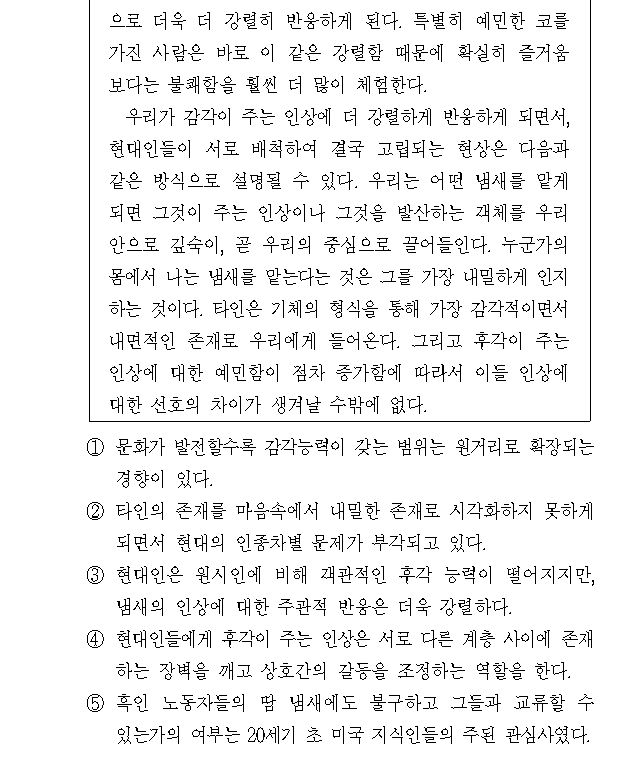 으로 더욱 더 강렬히 반응하게 된다. 특별히 예민한 코를
가진 사람은 바로 이 같은 강렬함 때문에 확실히 즐거움
보다는 불쾌함을 훨씬 더 많이 체험한다.
우리가 감각이 주는 인상에 더 강렬하게 반응하게 되면서,
현대인들이 서로 배척하여 결국 고립되는 현상은 다음과
같은 방식으로 설명될 수 있다. 우리는 어떤 냄새를 맡게
되면 그것이 주는 인상이나 그것을 발산하는 객체를 우리
안으로 깊숙이, 곧 우리의 중심으로 끌어들인다. 누군가의
몸에서 나는 냄새를 맡는다는 것은 그를 가장 내밀하게 인지
하는 것이다. 타인은 기체의 형식을 통해 가장 감각적이면서
내면적인 존재로 우리에게 들어온다. 그리고 후각이 주는
인상에 대한 예민함이 점차 증가함에 따라서 이들 인상에
대한 선호의 차이가 생겨날 수밖에 없다.
① 문화가 발전할수록 감각능력이 갖는 범위는 원거리로 확장되는
경향이 있다.
② 타인의 존재를 마음속에서 내밀한 존재로 시각화하지 못하게
되면서 현대의 인종차별 문제가 부각되고 있다.
③ 현대인은 원시인에 비해 객관적인 후각 능력이 떨어지지만,
냄새의 인상에 대한 주관적 반응은 더욱 강렬하다.
④ 현대인들에게 후각이 주는 인상은 서로 다른 계층 사이에 존재
하는 장벽을 깨고 상호간의 갈등을 조정하는 역할을 한다.
⑤ 흑인 노동자들의 땀 냄새에도 불구하고 그들과 교류할 수
있는가의 여부는 20세기 초 미국 지식인들의 주된 관심사였다.